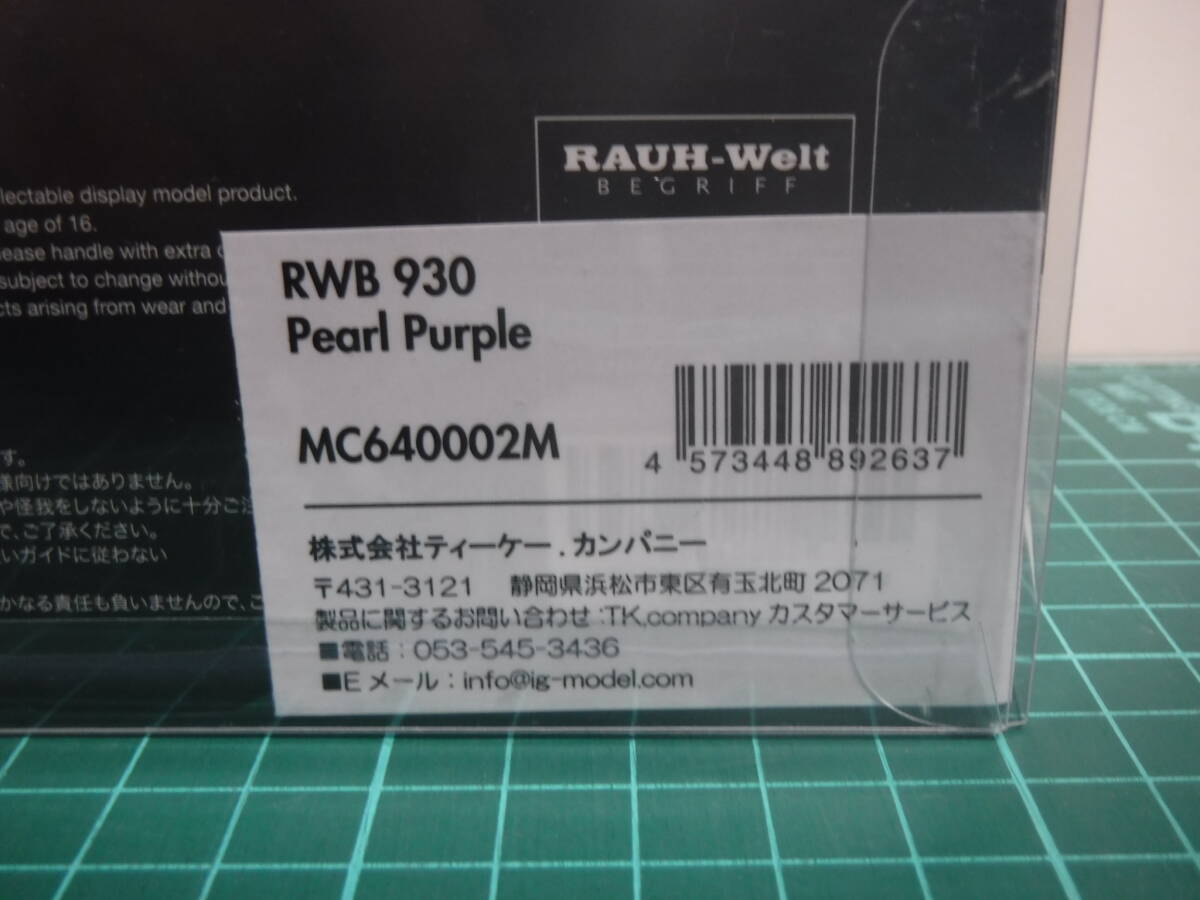 RAUH-Welt
BEGRIFF
lectable display model product.
age of 16.
ease handle with extra
subject to change withou
cts arising from wear and
RWB 930
Pearl Purple
MC640002M
4 573448 892637
す。
様向けではありません。
や怪我をしないように十分ご注
で、ご了承ください。
いガイドに従わない
かなる責任も負いませんので、ご
株式会社ティーケー.カンパニー
〒431-3121 静岡県浜松市東区有玉北町 2071
製品に関するお問い合わせ:TK.company カスタマーサービス
■電話:053-545-3436
■E メール:info@ig-model.com